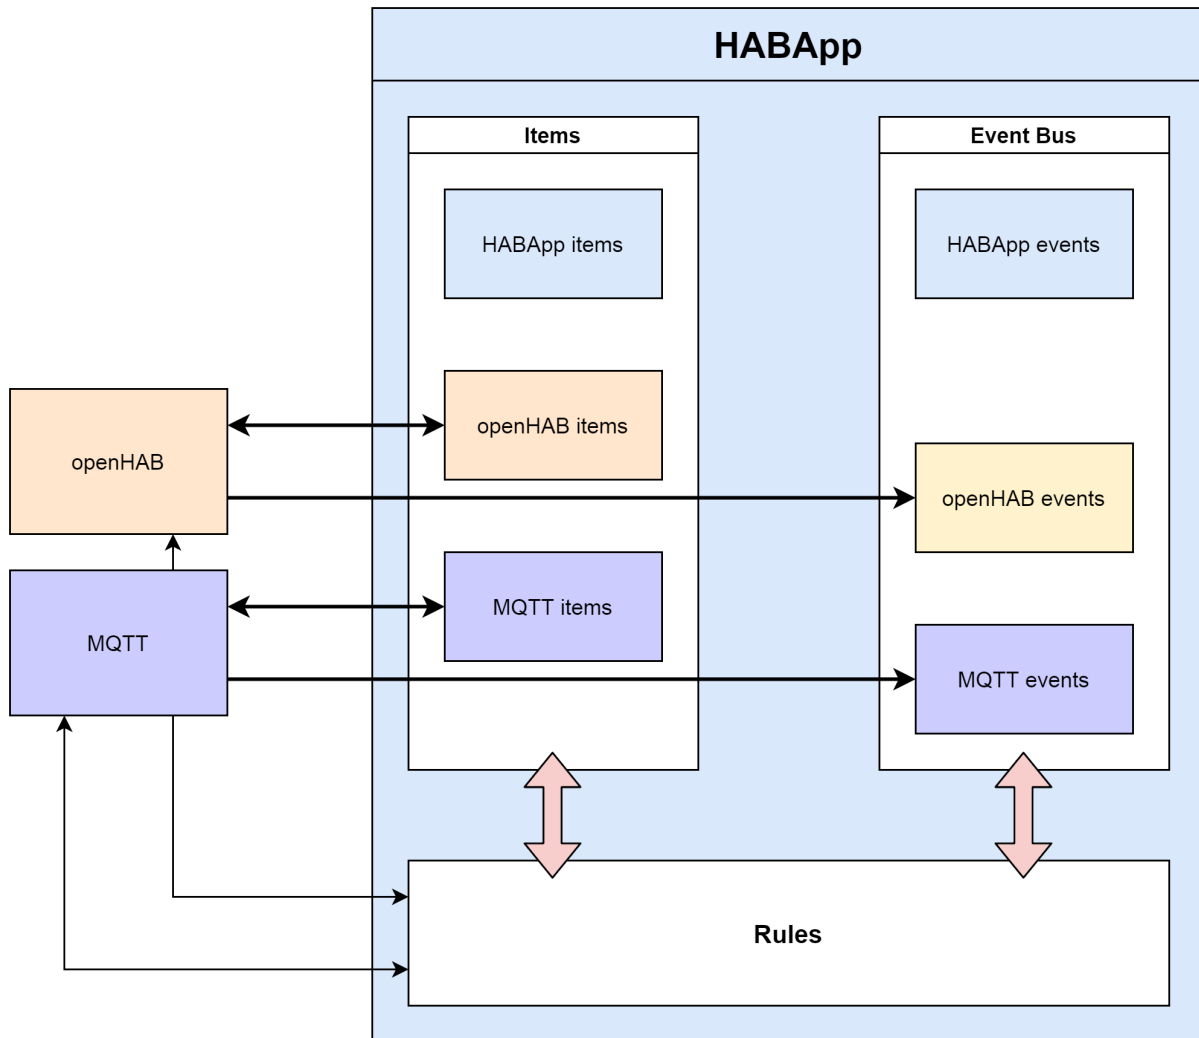 HABApp
Items
Event Bus
HABApp items
HABApp events
openHAB items
openHAB
openHAB events
MQTT items
MQTT
MQTT events
Rules